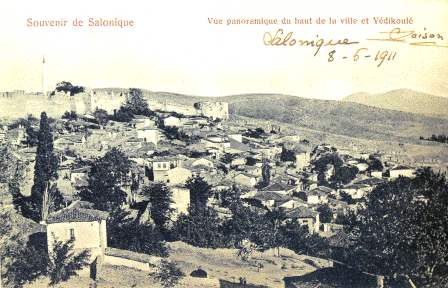 Souvenir de Salonique
Vue panoramique du haut de la ville et Yédikoulé
Salonique
8-6-1911